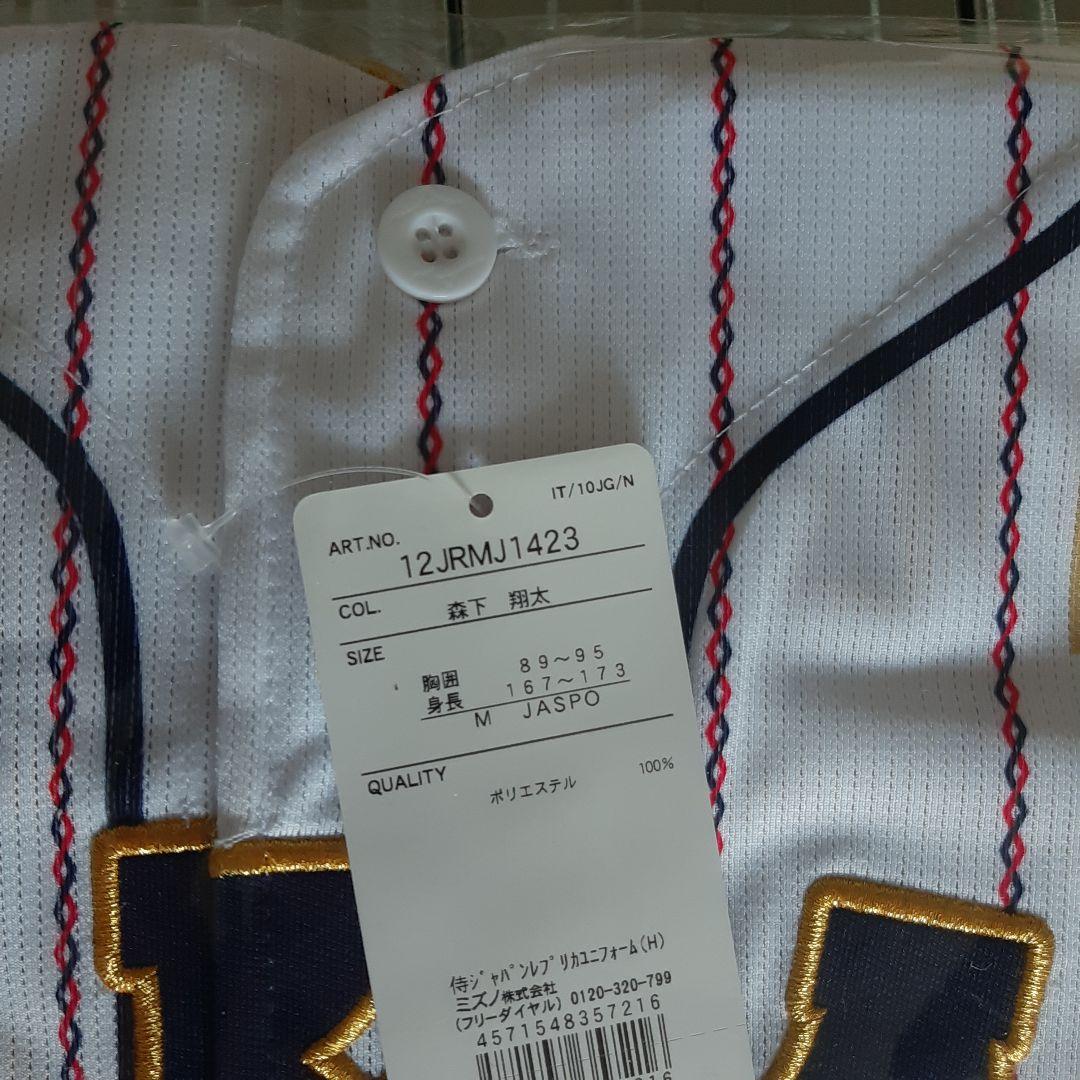 IT/10JG/N
ART.NO. 12JRMJ1423
COL. 森下 翔太
SIZE
胸囲 89～95
身長 167～173
M JASPO
QUALITY
ポリエステル 100%
侍ｼﾞｬﾊﾟﾝﾚﾌﾟﾘｶﾕﾆﾌｫｰﾑ(H)
ミズノ株式会社
(フリーダイヤル) 0120-320-799
4571548357216